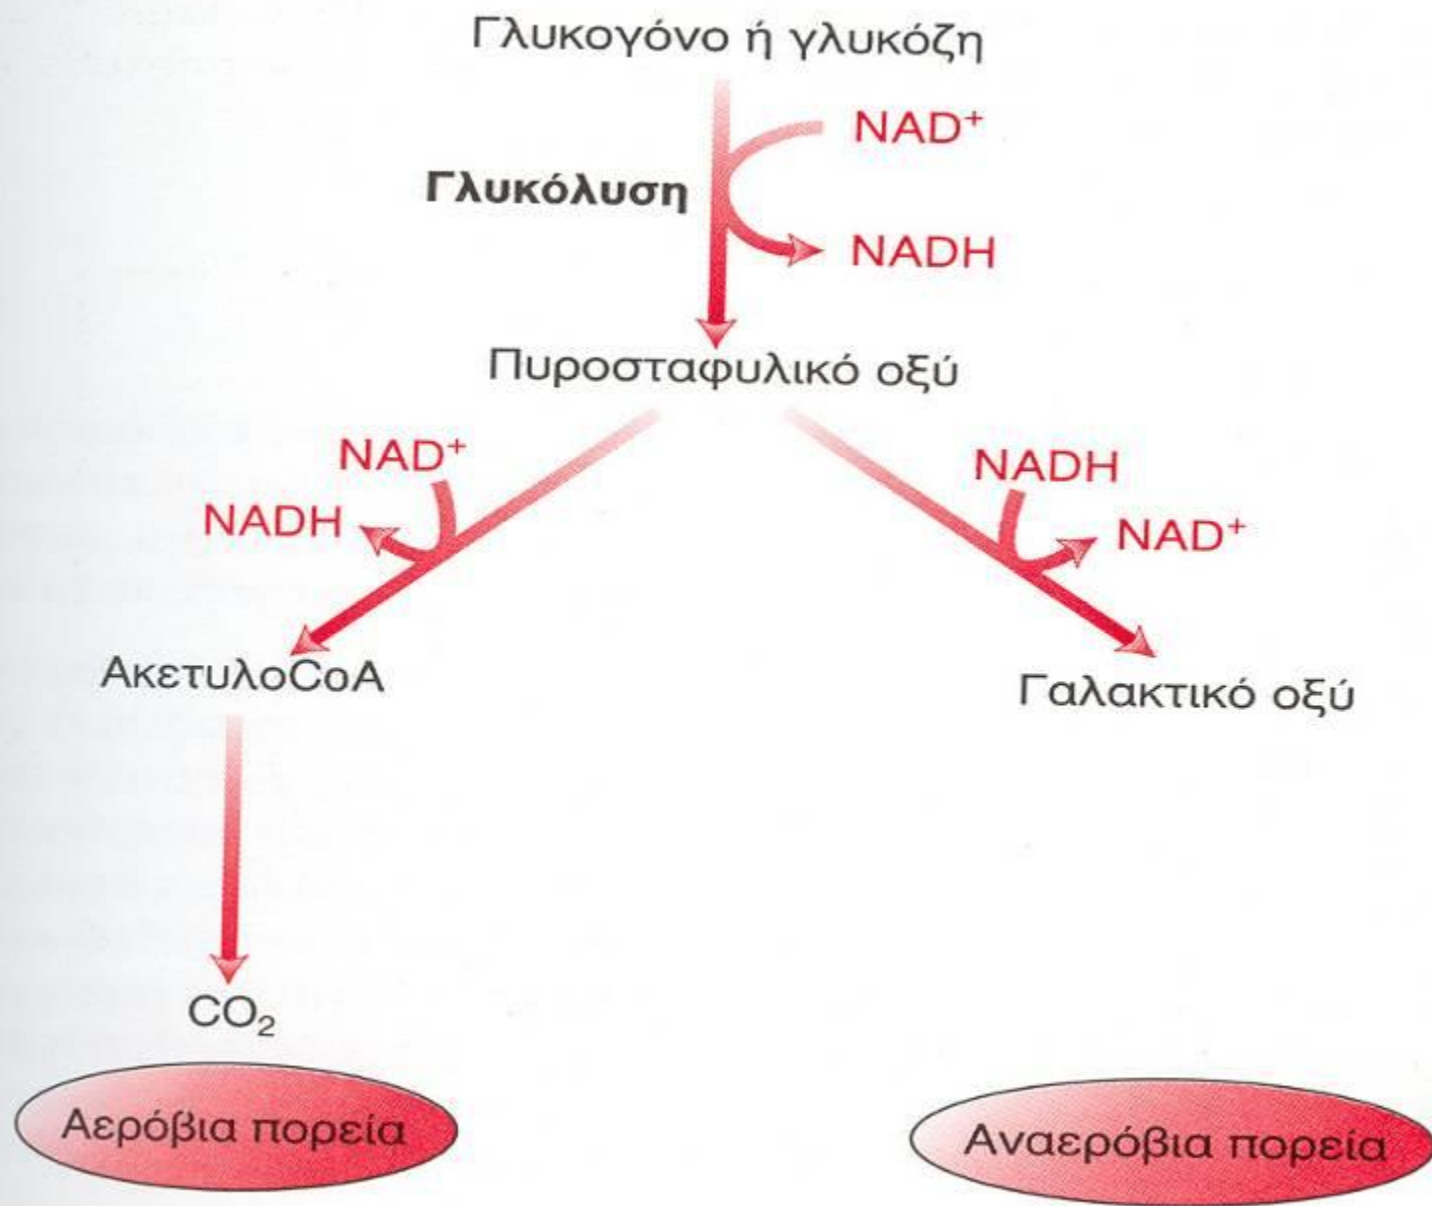 Γλυκογόνο ή γλυκόζη
NAD⁺
Γλυκόλυση
NADH
Πυροσταφυλικό οξύ
NAD⁺
NADH
NADH
NAD⁺
ΑκετυλοCoA
Γαλακτικό οξύ
CO₂
Αερόβια πορεία
Αναερόβια πορεία